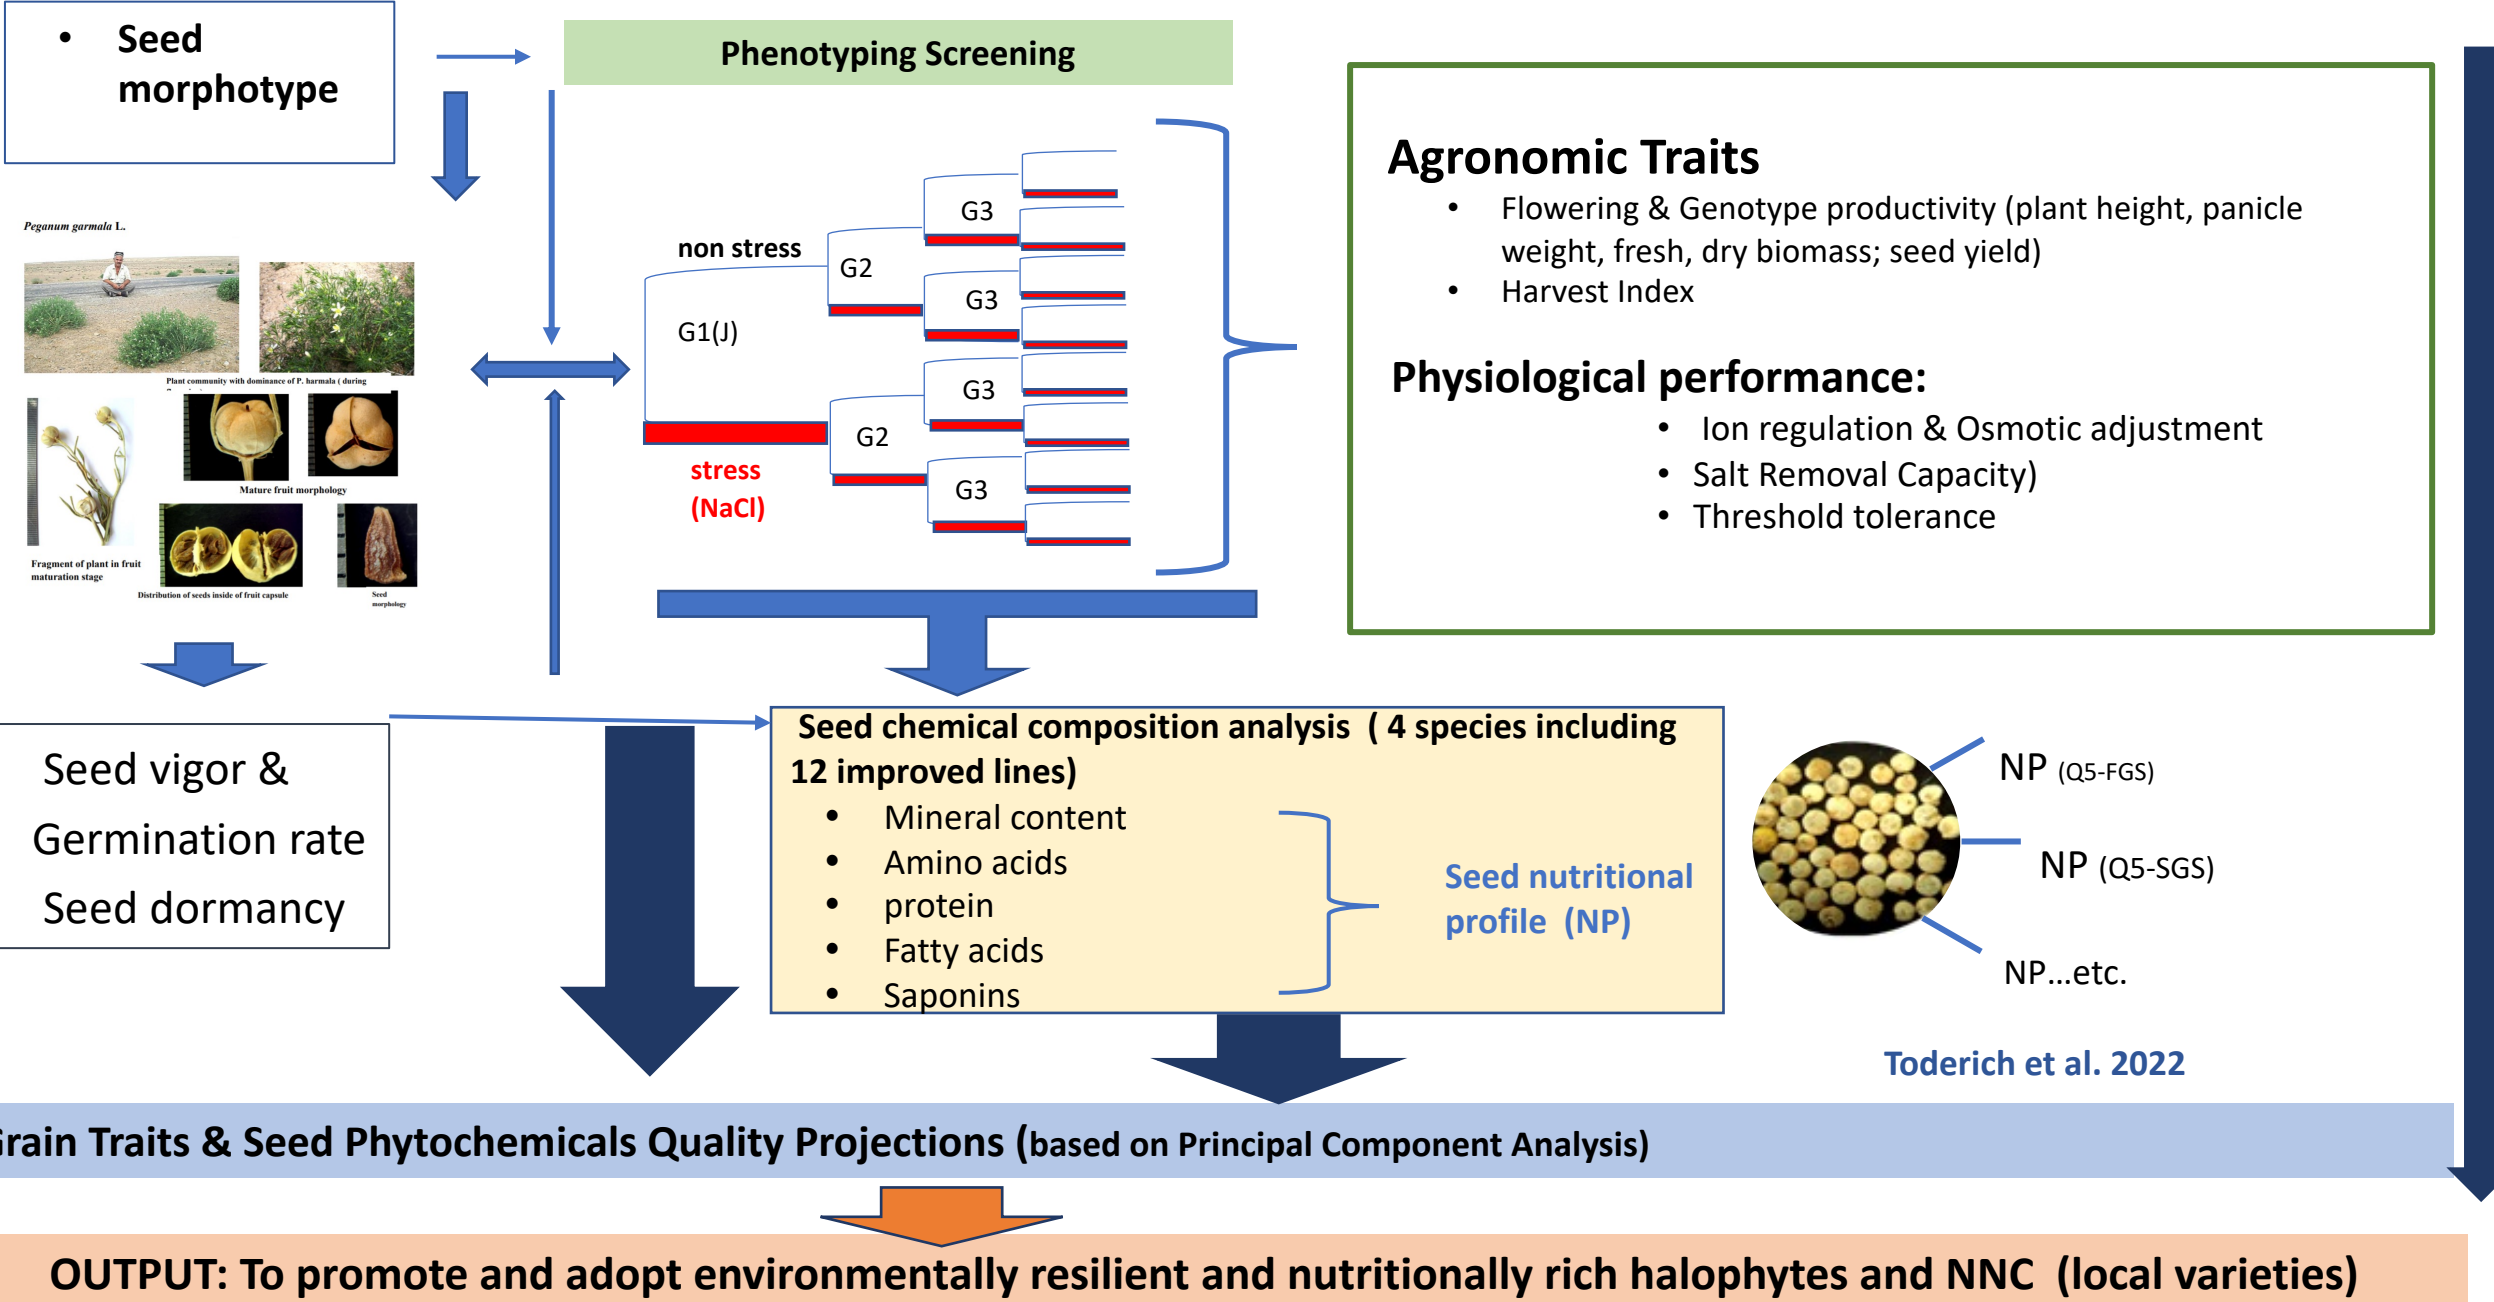 • Seed
morphotype
Phenotyping Screening
Peganum garmala L.
Plant community with dominance of P. harmala ( during
Mature fruit morphology
Fragment of plant in fruit
maturation stage
Distribution of seeds inside of fruit capsule
Seed
morphology
non stress
G1(J)
stress
(NaCl)
G2
G2
G3
G3
G3
G3
Agronomic Traits
• Flowering & Genotype productivity (plant height, panicle
weight, fresh, dry biomass; seed yield)
• Harvest Index
Physiological performance:
• Ion regulation & Osmotic adjustment
• Salt Removal Capacity)
• Threshold tolerance
Seed vigor &
Germination rate
Seed dormancy
Seed chemical composition analysis ( 4 species including
12 improved lines)
• Mineral content
• Amino acids
• protein
• Fatty acids
• Saponins
Seed nutritional
profile (NP)
NP (Q5-FGS)
NP (Q5-SGS)
NP...etc.
Toderich et al. 2022
Grain Traits & Seed Phytochemicals Quality Projections (based on Principal Component Analysis)
OUTPUT: To promote and adopt environmentally resilient and nutritionally rich halophytes and NNC (local varieties)